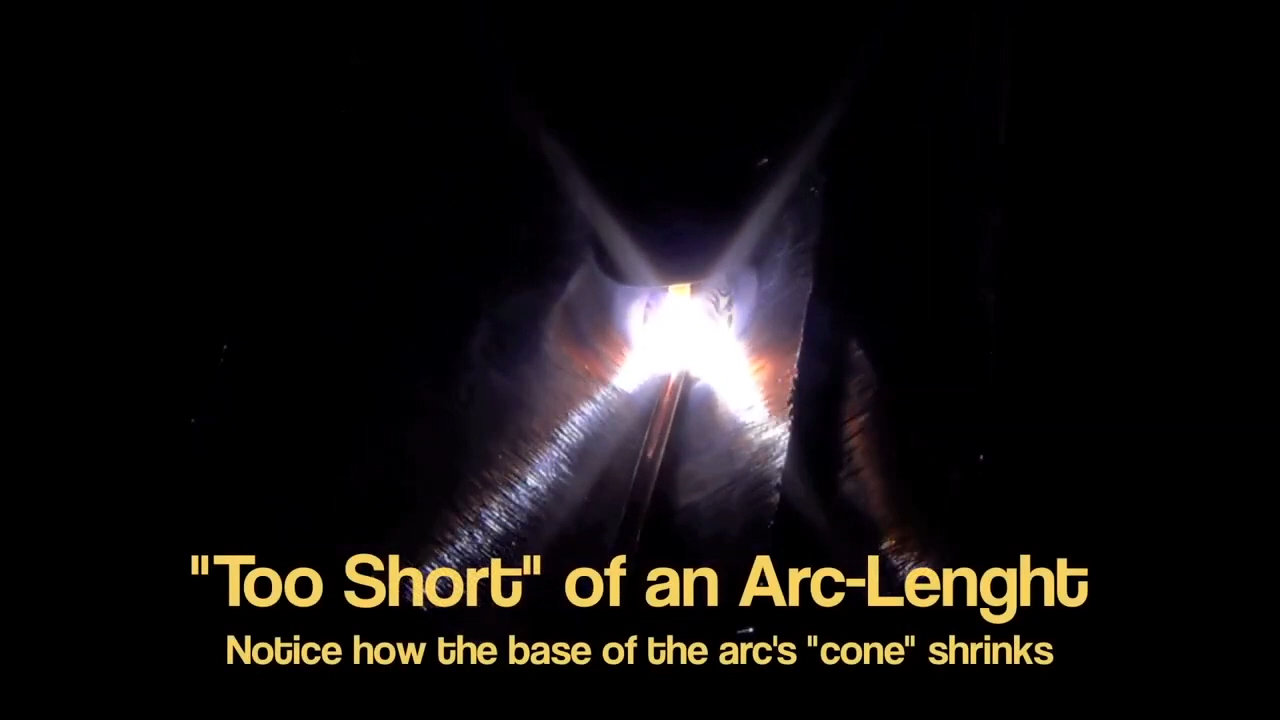 "Too Short" of an Arc-Lenght
Notice how the base of the arc's "cone" shrinks